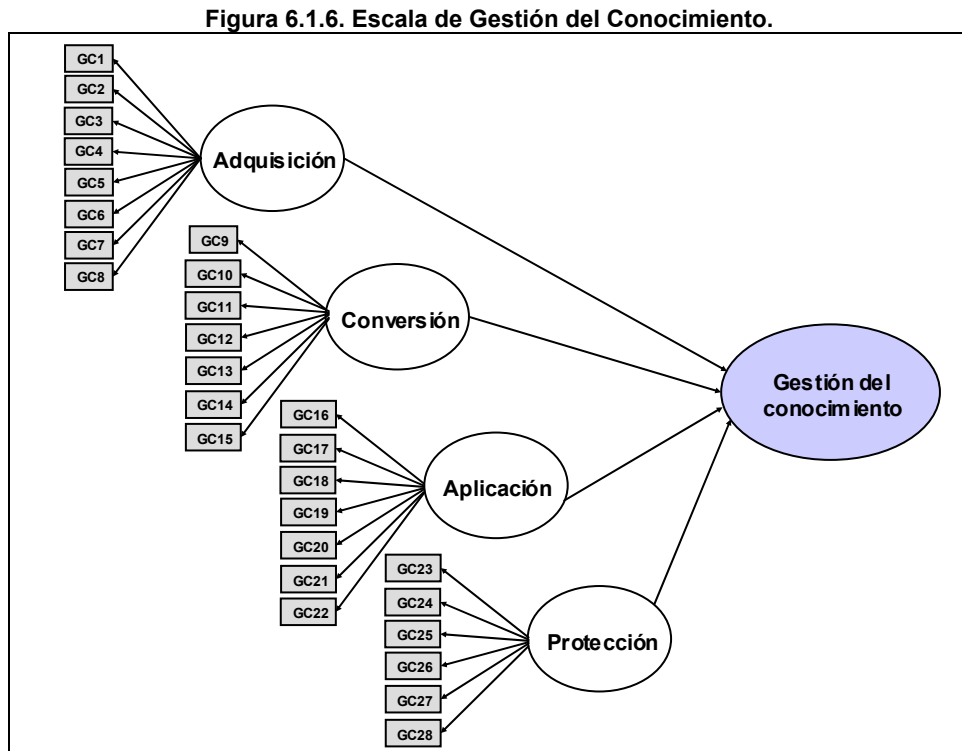 Figura 6.1.6. Escala de Gestión del Conocimiento.
GC1
GC2
GC3
GC4
GC5
GC6
GC7
GC8
Adquisición
GC9
GC10
GC11
GC12
GC13
GC14
GC15
Conversión
GC16
GC17
GC18
GC19
GC20
GC21
GC22
Aplicación
GC23
GC24
GC25
GC26
GC27
GC28
Protección
Gestión del
conocimiento